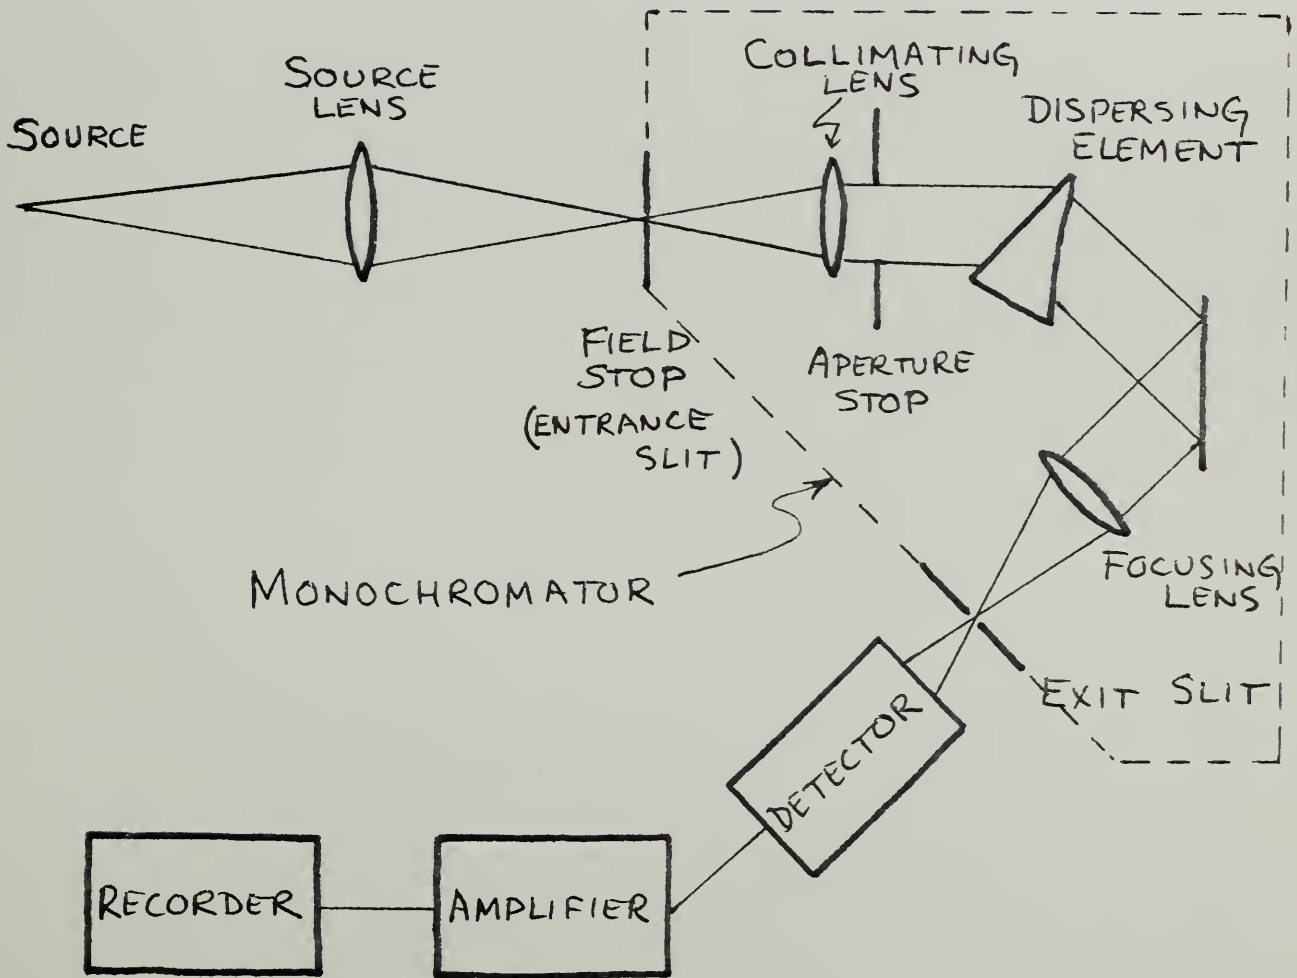 SOURCE
SOURCE
LENS
COLLIMATING
LENS
DISPERSING
ELEMENT
FIELD
STOP
(ENTRANCE
SLIT)
APERTURE
STOP
MONOCHROMATOR
FOCUSING
LENS
EXIT SLIT
DETECTOR
AMPLIFIER
RECORDER